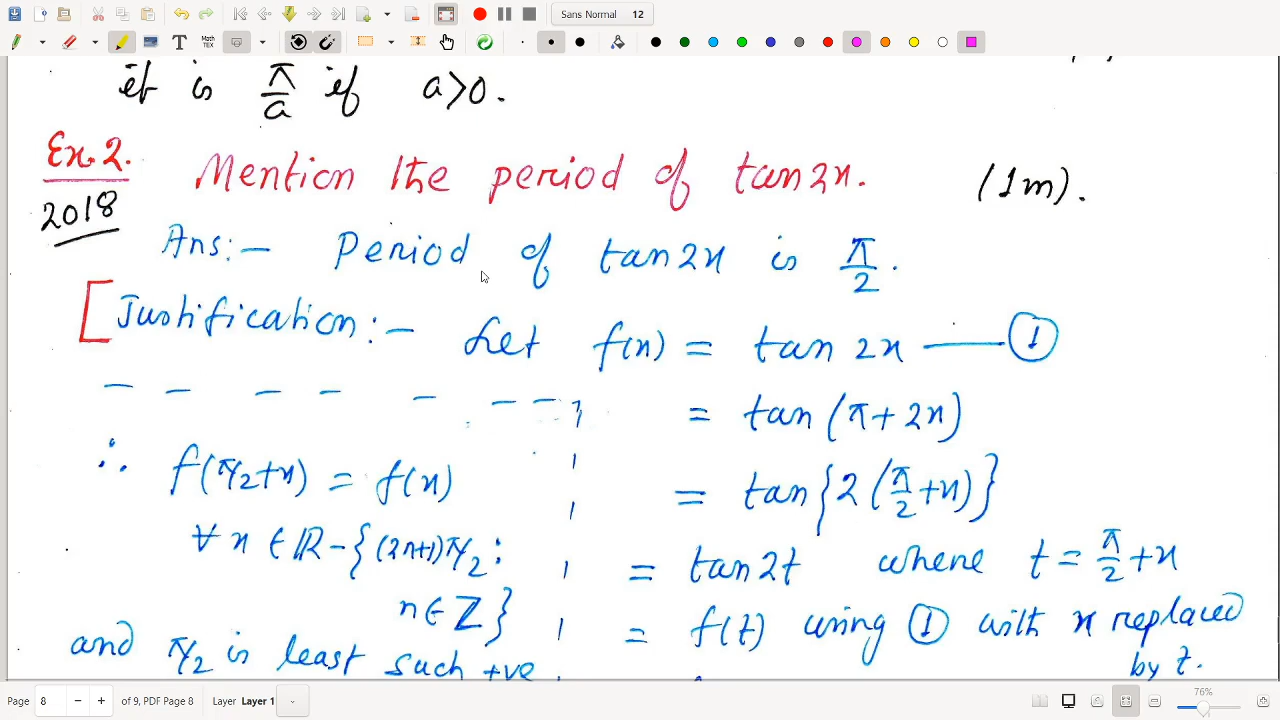 Sans Normal 12
Math TEX
it is π/a if a>0.
Ex.2. Mention the period of tan2x. (1m).
2018
Ans:- Period of tan2x is π/2.
[Justification:- Let f(x) = tan 2x —— ①
= tan(π+2x)
∴ f(π/2+x) = f(x)
= tan{2(π/2+x)}
∀ x ∈ ℝ-{(2n+1)π/2 :
= tan2t where t = π/2+x
n ∈ ℤ}
= f(t) using ① with x replaced
by t.
and π/2 is least such +ve
Page 8 of 9, PDF Page 8 Layer Layer 1 76%